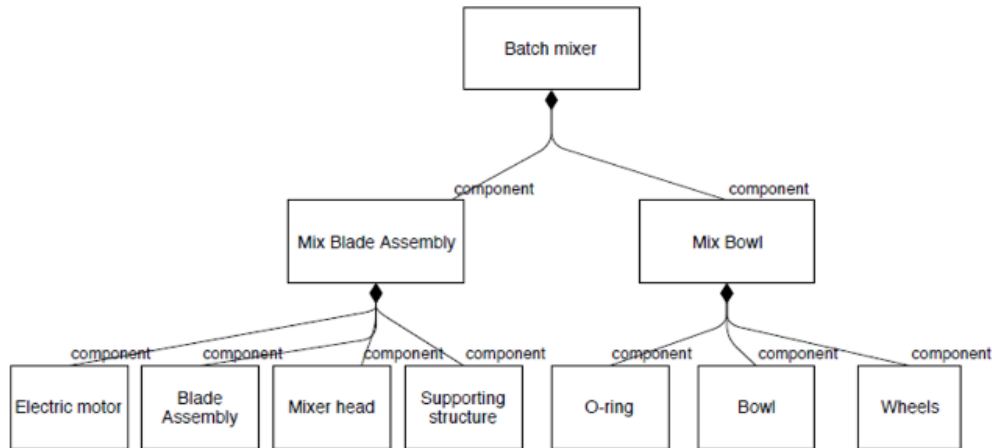 Batch mixer
component
component
Mix Blade Assembly
Mix Bowl
component
component
component
component
component
component
component
Electric motor
Blade
Assembly
Mixer head
Supporting
structure
O-ring
Bowl
Wheels